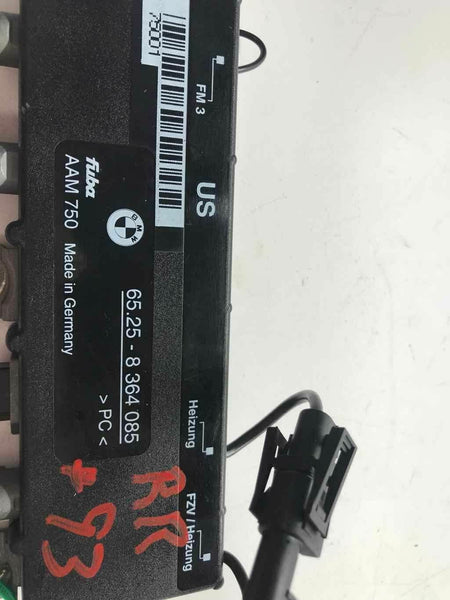 750001
FM 3
US
fuba
AAM 750 Made in Germany
BMW
65.25 - 8 364 085
> PC <
Heizung
FZV / Heizung
RR
93